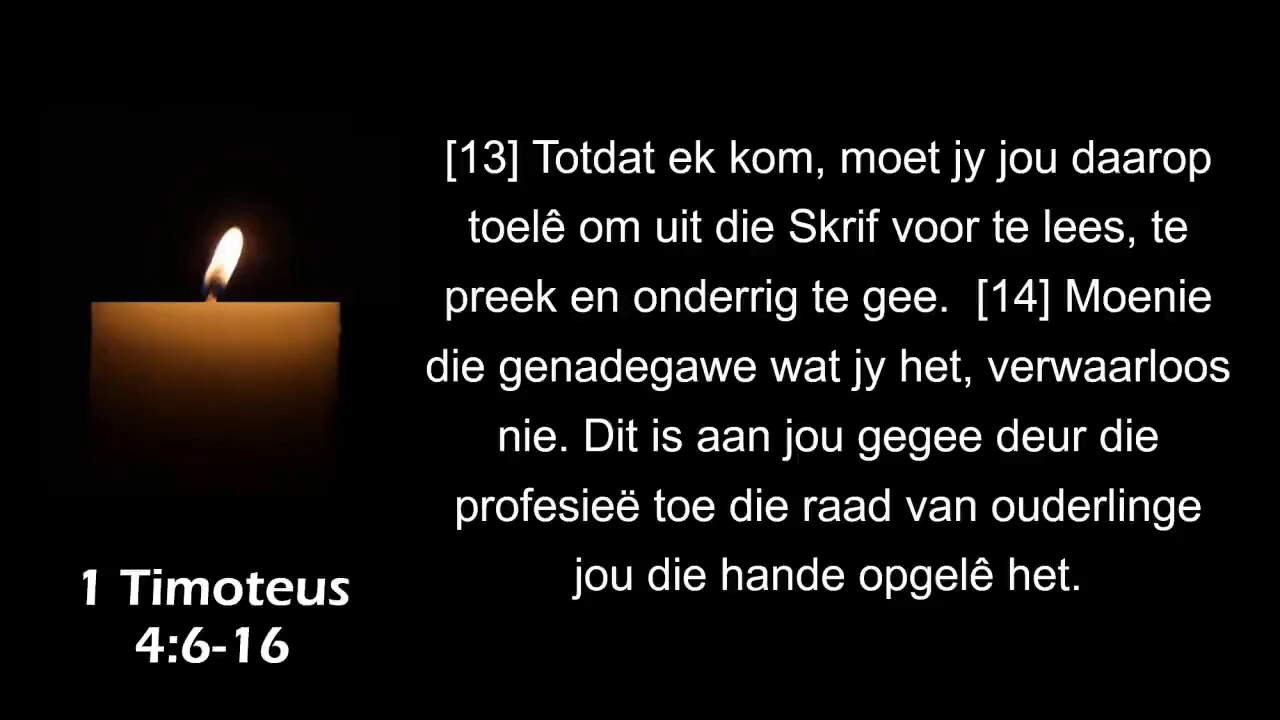 [13] Totdat ek kom, moet jy jou daarop
toelê om uit die Skrif voor te lees, te
preek en onderrig te gee.  [14] Moenie
die genadegawe wat jy het, verwaarloos
nie. Dit is aan jou gegee deur die
profesieë toe die raad van ouderlinge
jou die hande opgelê het.
1 Timoteus
4:6-16